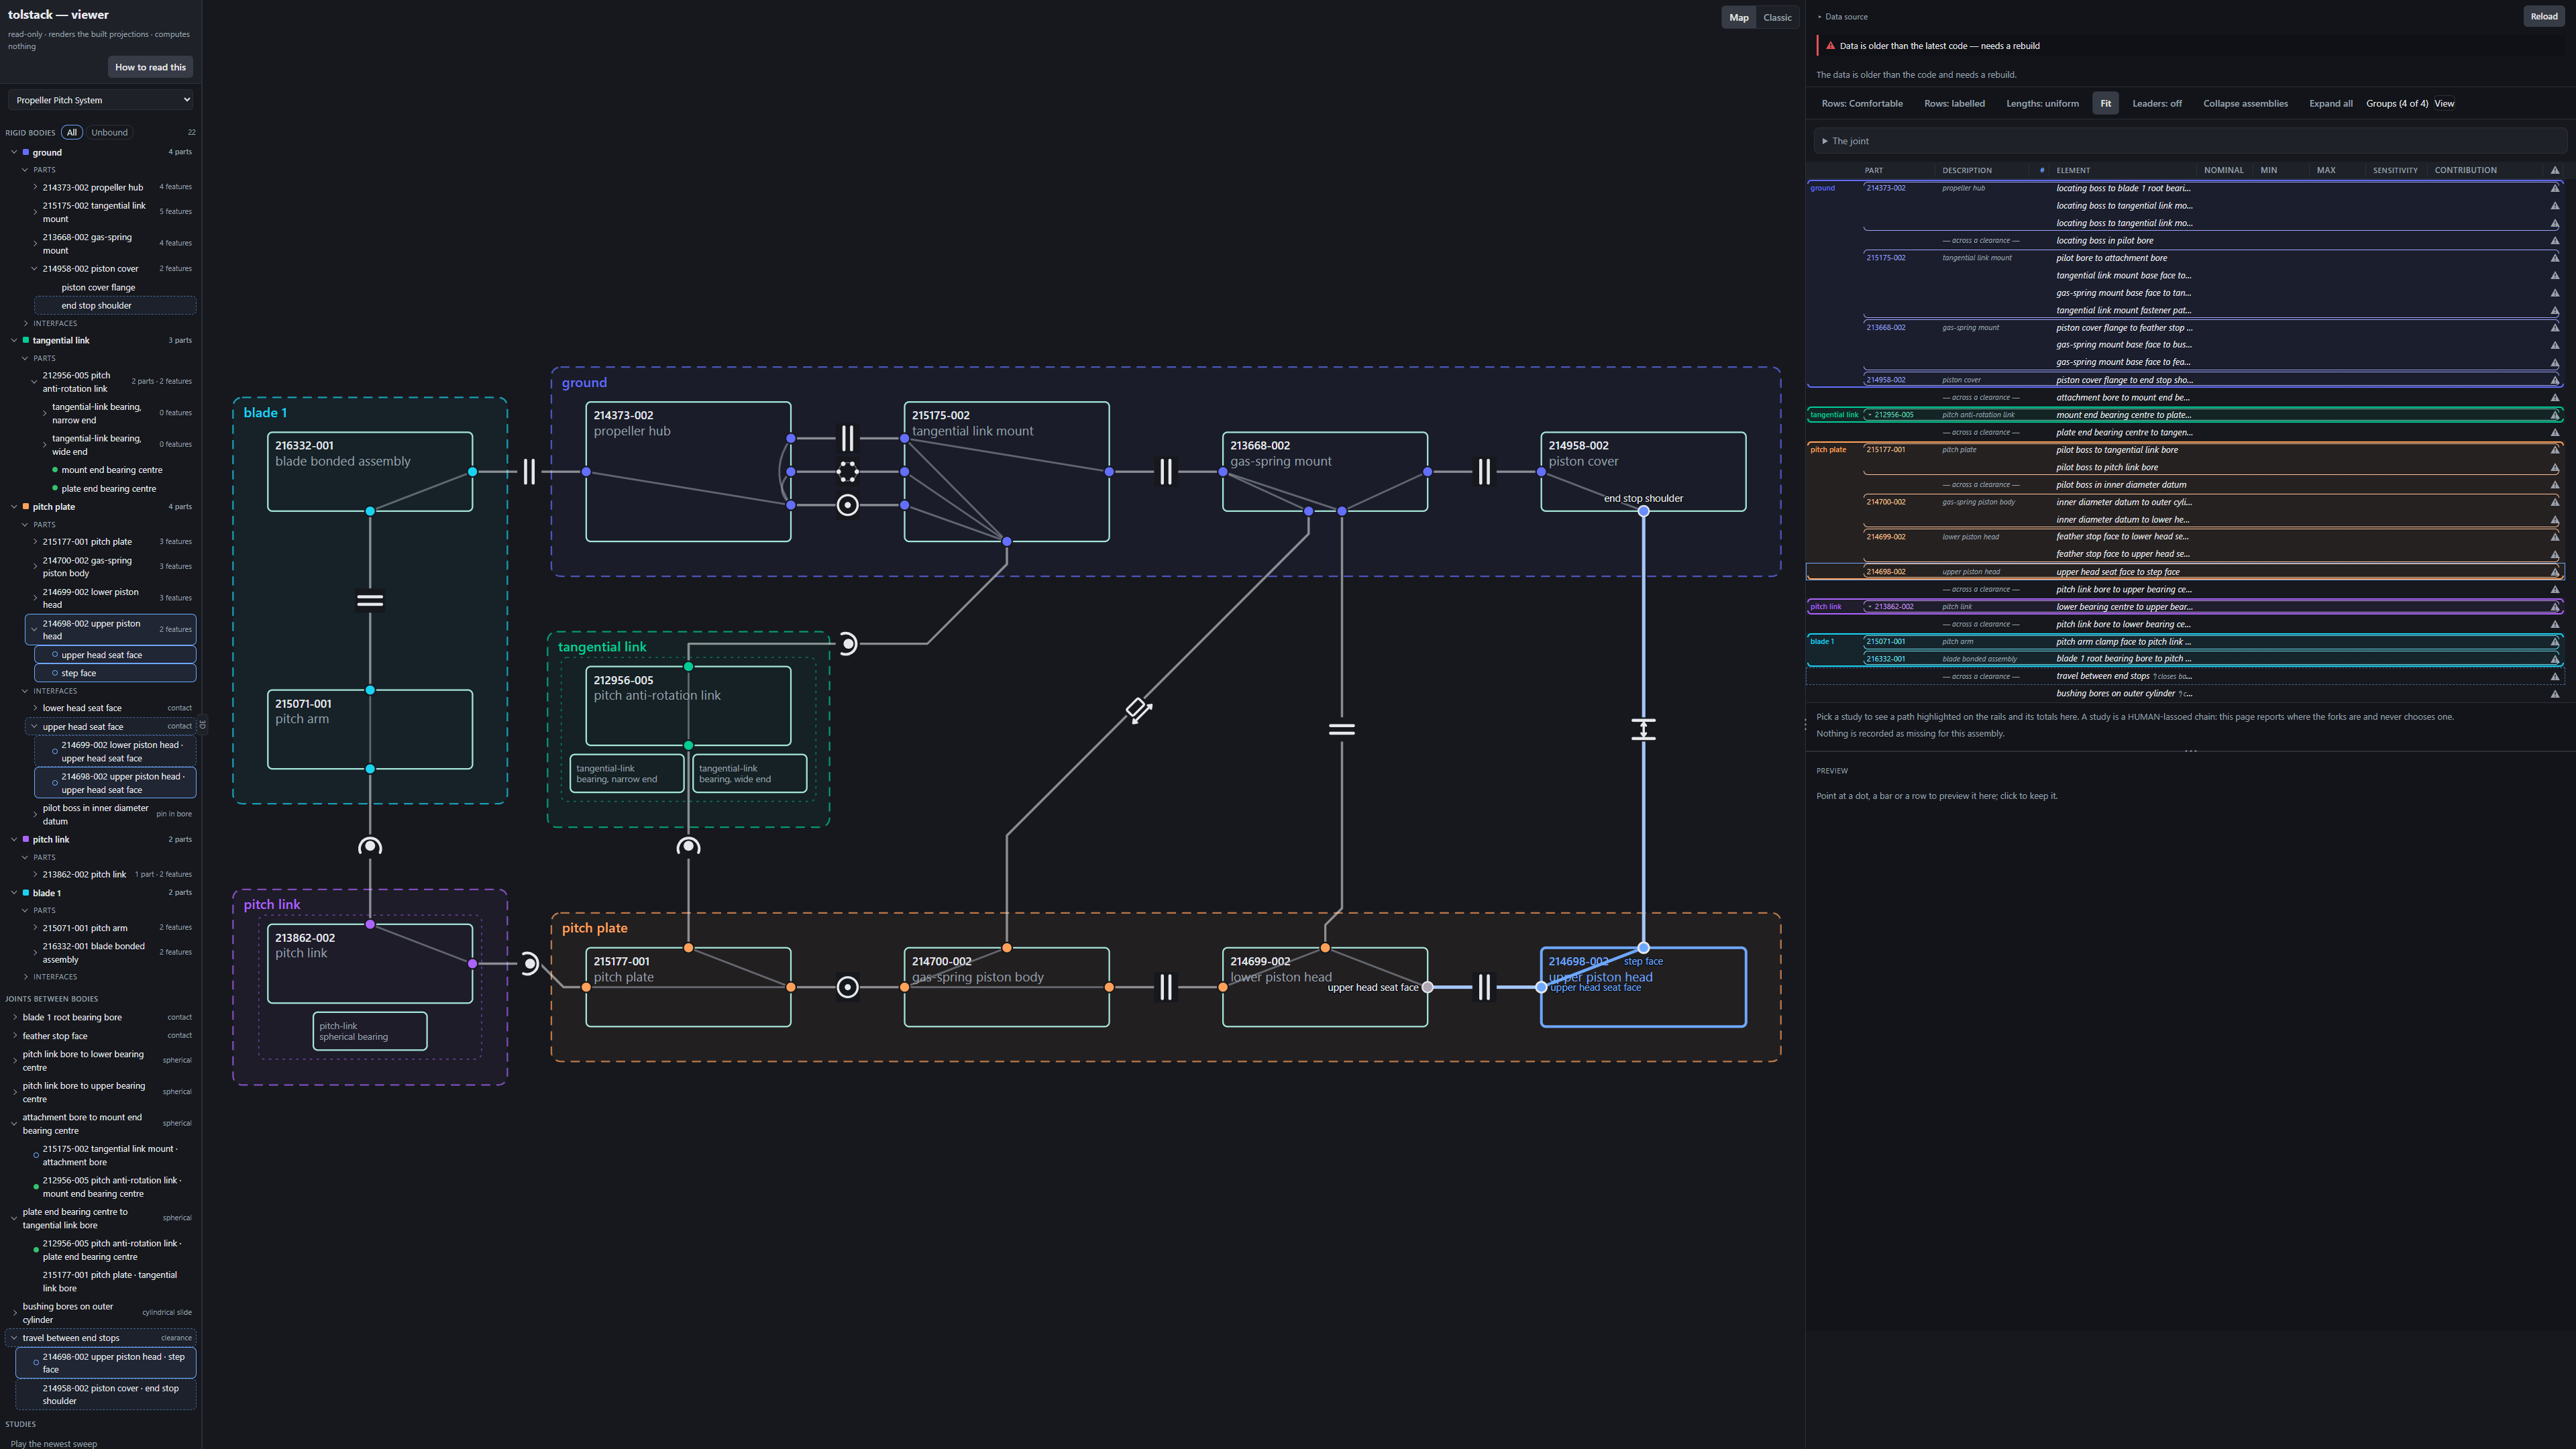 tolstack — viewer
read-only · renders the built projections · computes
nothing
How to read this
Propeller Pitch System
RIGID BODIES All Unbound 22
ground 4 parts
PARTS
214373-002 propeller hub 4 features
215175-002 tangential link
mount 5 features
213668-002 gas-spring
mount 4 features
214958-002 piston cover 2 features
piston cover flange
end stop shoulder
INTERFACES
tangential link 3 parts
PARTS
212956-005 pitch
anti-rotation link 2 parts · 2 features
tangential-link bearing,
narrow end 0 features
tangential-link bearing,
wide end 0 features
mount end bearing centre
plate end bearing centre
pitch plate 4 parts
PARTS
215177-001 pitch plate 3 features
214700-002 gas-spring
piston body 3 features
214699-002 lower piston
head 3 features
214698-002 upper piston
head 2 features
upper head seat face
step face
INTERFACES
lower head seat face contact
upper head seat face contact
214699-002 lower piston head ·
upper head seat face
214698-002 upper piston head ·
upper head seat face
pilot boss in inner diameter
datum pin in bore
pitch link 2 parts
PARTS
213862-002 pitch link 1 part · 2 features
blade 1 2 parts
PARTS
215071-001 pitch arm 2 features
216332-001 blade bonded
assembly 2 features
INTERFACES
JOINTS BETWEEN BODIES
blade 1 root bearing bore contact
feather stop face contact
pitch link bore to lower bearing
centre spherical
pitch link bore to upper bearing
centre spherical
attachment bore to mount end
bearing centre spherical
215175-002 tangential link mount ·
attachment bore
212956-005 pitch anti-rotation link ·
mount end bearing centre
plate end bearing centre to
tangential link bore spherical
212956-005 pitch anti-rotation link ·
plate end bearing centre
215177-001 pitch plate · tangential
link bore
bushing bores on outer
cylinder cylindrical slide
travel between end stops clearance
214698-002 upper piston head · step
face
214958-002 piston cover · end stop
shoulder
STUDIES
Play the newest sweep
3D
Map Classic
blade 1
216332-001
blade bonded assembly
215071-001
pitch arm
ground
214373-002
propeller hub
215175-002
tangential link mount
213668-002
gas-spring mount
214958-002
piston cover
end stop shoulder
tangential link
212956-005
pitch anti-rotation link
tangential-link
bearing, narrow end
tangential-link
bearing, wide end
pitch link
213862-002
pitch link
pitch-link
spherical bearing
pitch plate
215177-001
pitch plate
214700-002
gas-spring piston body
214699-002
lower piston head
upper head seat face
214698-002 step face
upper piston head
upper head seat face
Data source
Reload
Data is older than the latest code — needs a rebuild
The data is older than the code and needs a rebuild.
Rows: Comfortable Rows: labelled Lengths: uniform Fit Leaders: off Collapse assemblies Expand all Groups (4 of 4) View
The joint
PART DESCRIPTION # ELEMENT NOMINAL MIN MAX SENSITIVITY CONTRIBUTION
ground 214373-002 propeller hub locating boss to blade 1 root beari...
locating boss to tangential link mo...
locating boss to tangential link mo...
— across a clearance — locating boss in pilot bore
215175-002 tangential link mount pilot bore to attachment bore
tangential link mount base face to...
gas-spring mount base face to tan...
tangential link mount fastener pat...
213668-002 gas-spring mount piston cover flange to feather stop ...
gas-spring mount base face to bus...
gas-spring mount base face to fea...
214958-002 piston cover piston cover flange to end stop sho...
— across a clearance — attachment bore to mount end be...
tangential link 212956-005 pitch anti-rotation link mount end bearing centre to plate...
— across a clearance — plate end bearing centre to tangen...
pitch plate 215177-001 pitch plate pilot boss to tangential link bore
pilot boss to pitch link bore
— across a clearance — pilot boss in inner diameter datum
214700-002 gas-spring piston body inner diameter datum to outer cyli...
inner diameter datum to lower he...
214699-002 lower piston head feather stop face to lower head se...
feather stop face to upper head se...
214698-002 upper piston head upper head seat face to step face
— across a clearance — pitch link bore to upper bearing ce...
pitch link 213862-002 pitch link lower bearing centre to upper bear...
— across a clearance — pitch link bore to lower bearing ce...
blade 1 215071-001 pitch arm pitch arm clamp face to pitch link ...
216332-001 blade bonded assembly blade 1 root bearing bore to pitch ...
— across a clearance — travel between end stops closes bo...
bushing bores on outer cylinder
Pick a study to see a path highlighted on the rails and its totals here. A study is a HUMAN-lassoed chain: this page reports where the forks are and never chooses one.
Nothing is recorded as missing for this assembly.
PREVIEW
Point at a dot, a bar or a row to preview it here; click to keep it.